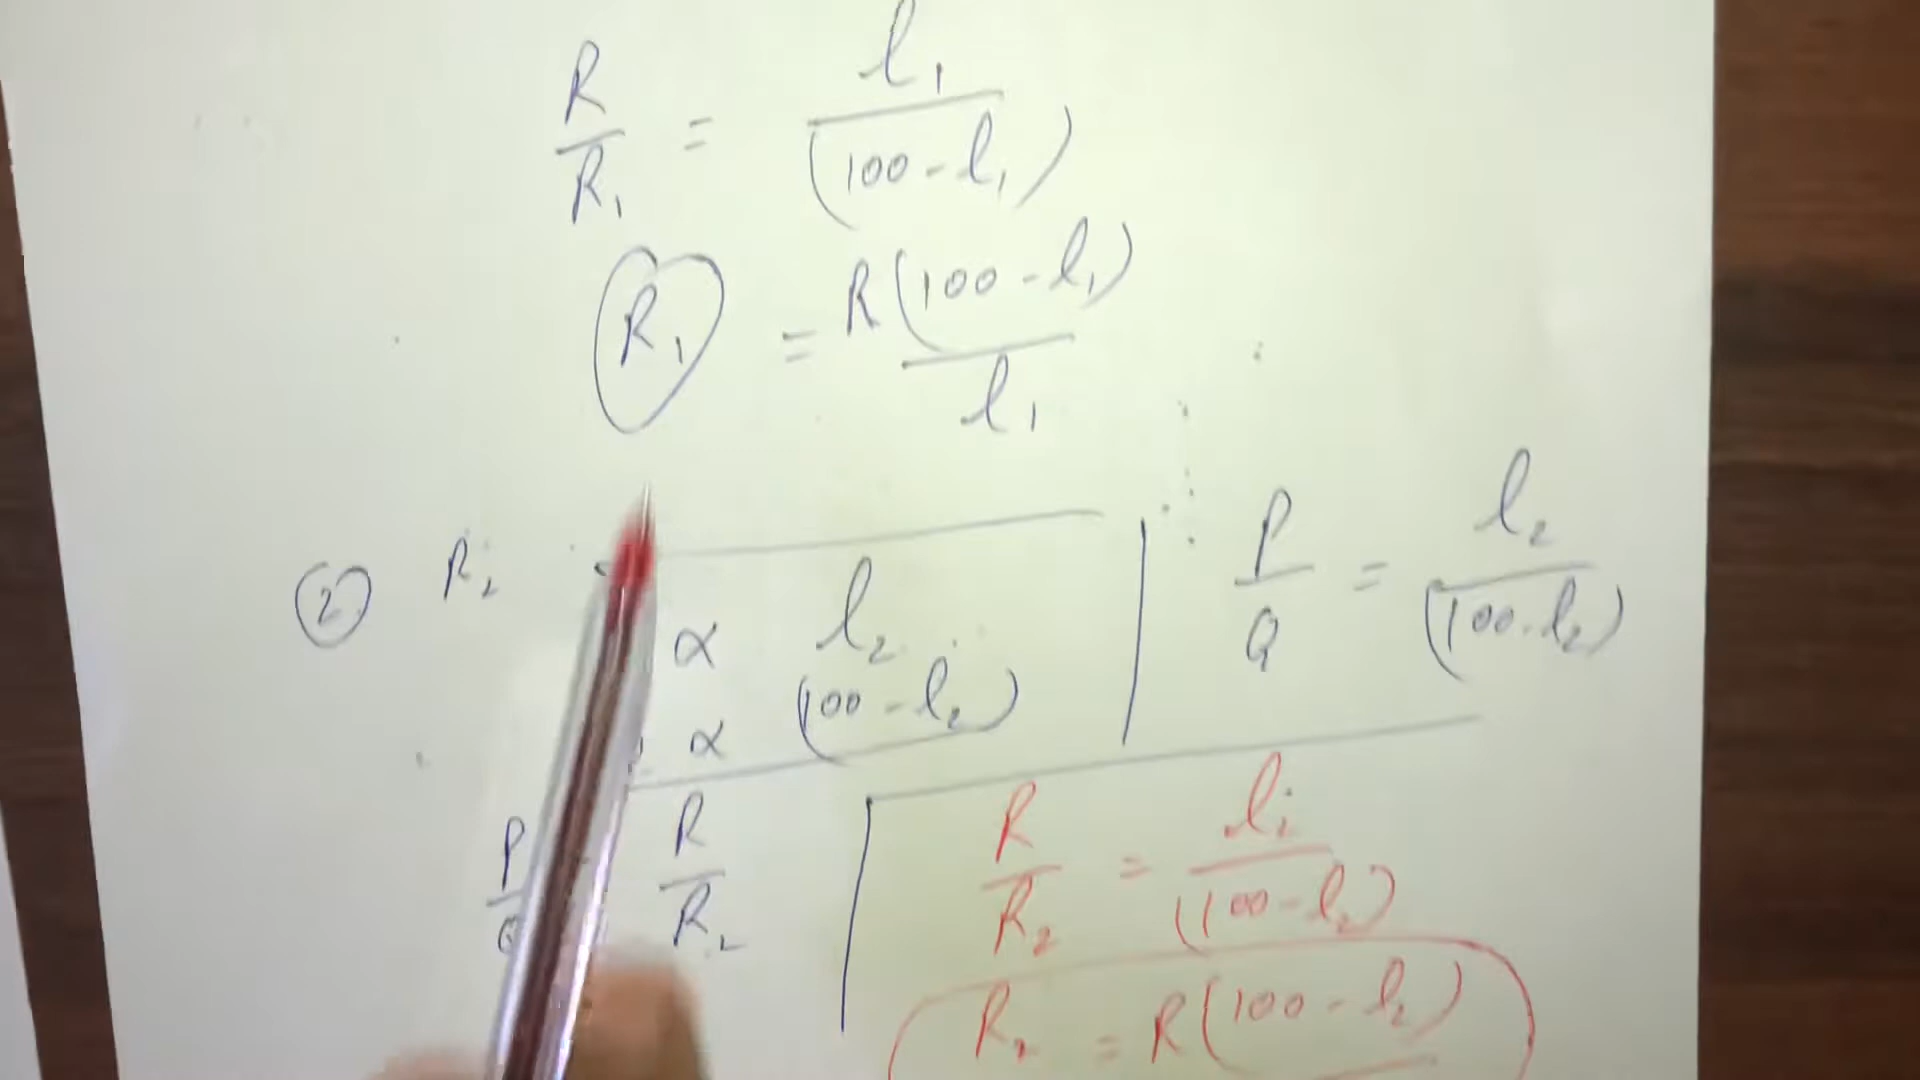 R/R₁ = l₁/(100-l₁)
R₁ = R(100-l₁)/l₁
② R₂
α l₂
α (100-l₂)
P/Q = l₂/(100-l₂)
P/Q R/R₂
R/R₂ = l₂/(100-l₂)
R₂ = R(100-l₂)